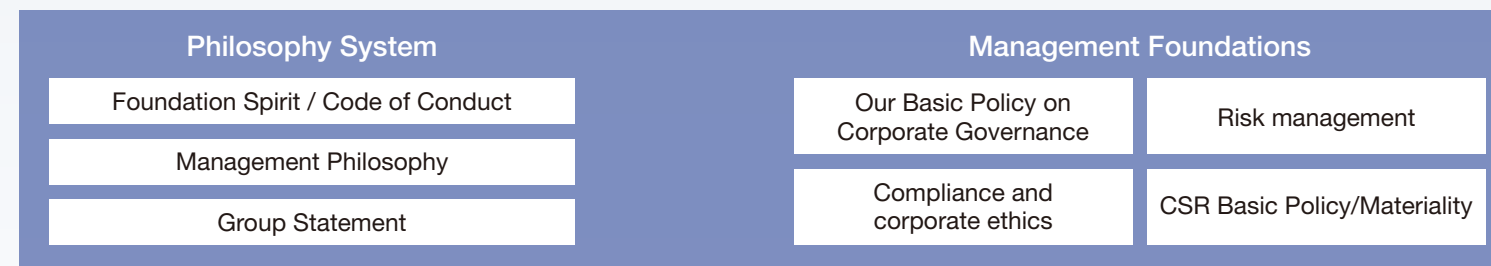 Philosophy System
Foundation Spirit / Code of Conduct
Management Philosophy
Group Statement
Management Foundations
Our Basic Policy on
Corporate Governance
Risk management
Compliance and
corporate ethics
CSR Basic Policy/Materiality